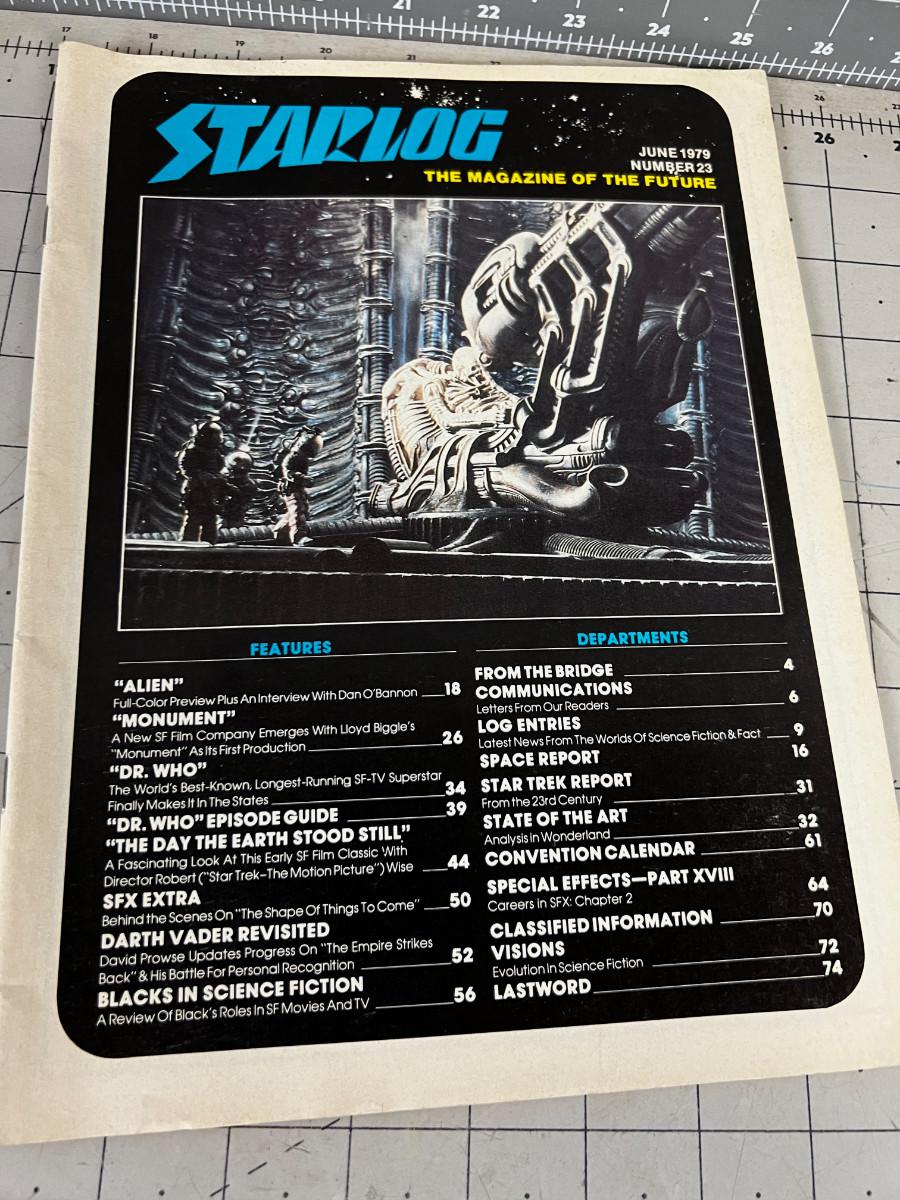 21
22
23
24
25
26
17
18
19
20
21
22
26
26
STARLOG
JUNE 1979
NUMBER 23
THE MAGAZINE OF THE FUTURE
FEATURES
"ALIEN"
Full-Color Preview Plus An Interview With Dan O'Bannon 18
"MONUMENT"
A New SF Film Company Emerges With Lloyd Biggle's
"Monument" As Its First Production 26
"DR. WHO"
The World's Best-Known, Longest-Running SF-TV Superstar
Finally Makes It In The States 34
"DR. WHO" EPISODE GUIDE 39
"THE DAY THE EARTH STOOD STILL"
A Fascinating Look At This Early SF Film Classic With
Director Robert ("Star Trek–The Motion Picture") Wise 44
SFX EXTRA
Behind the Scenes On "The Shape Of Things To Come" 50
DARTH VADER REVISITED
David Prowse Updates Progress On "The Empire Strikes
Back" & His Battle For Personal Recognition 52
BLACKS IN SCIENCE FICTION
A Review Of Black's Roles In SF Movies And TV 56
DEPARTMENTS
FROM THE BRIDGE 4
COMMUNICATIONS
Letters From Our Readers 6
LOG ENTRIES
Latest News From The Worlds Of Science Fiction & Fact 9
SPACE REPORT 16
STAR TREK REPORT
From the 23rd Century 31
STATE OF THE ART
Analysis in Wonderland 32
CONVENTION CALENDAR 61
SPECIAL EFFECTS—PART XVIII
Careers in SFX: Chapter 2 64
CLASSIFIED INFORMATION 70
VISIONS
Evolution in Science Fiction 72
LASTWORD 74